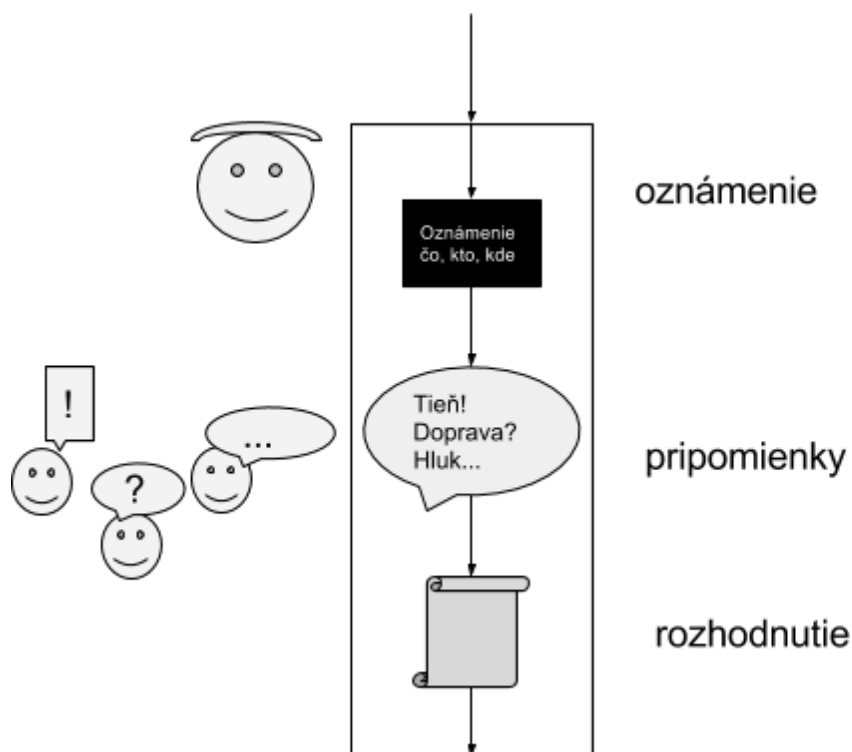 oznámenie
Oznámenie
čo, kto, kde
!
?
...
Tieň!
Doprava?
Hluk...
pripomienky
rozhodnutie